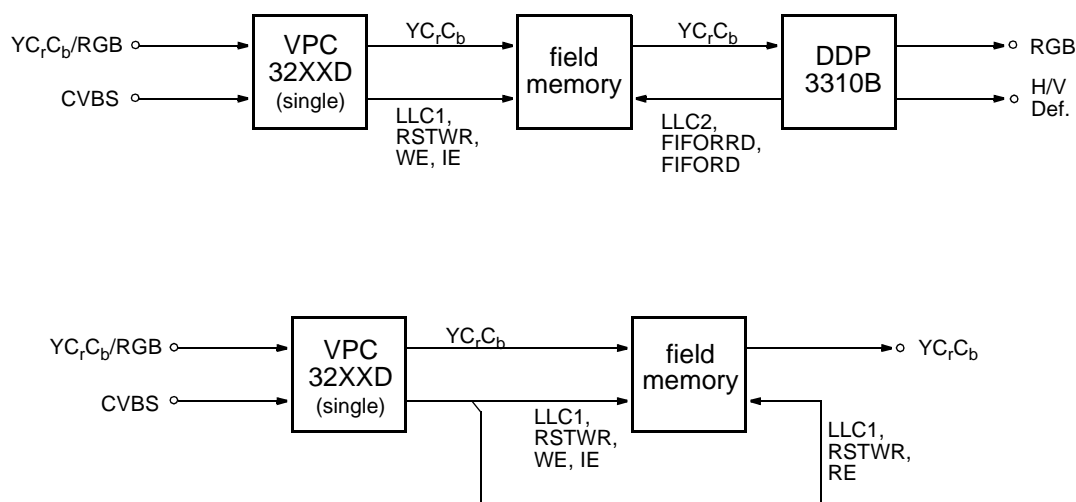 YCrCb/RGB
CVBS
VPC
32XXD
(single)
YCrCb
LLC1,
RSTWR,
WE, IE
field
memory
YCrCb
LLC2,
FIFORRD,
FIFORD
DDP
3310B
RGB
H/V
Def.
YCrCb/RGB
CVBS
VPC
32XXD
(single)
YCrCb
LLC1,
RSTWR,
WE, IE
field
memory
LLC1,
RSTWR,
RE
YCrCb